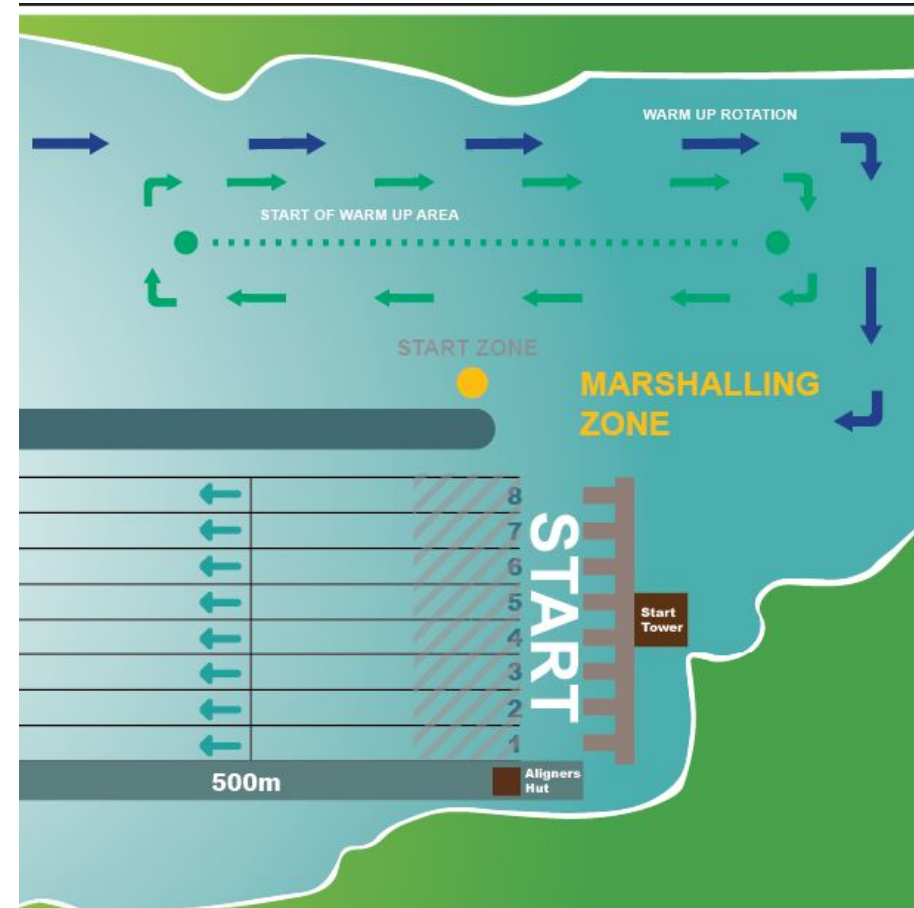 WARM UP ROTATION
START OF WARM UP AREA
START ZONE
MARSHALLING
ZONE
8
7
6
5
4
3
2
1
START
Start
Tower
500m
Aligners
Hut